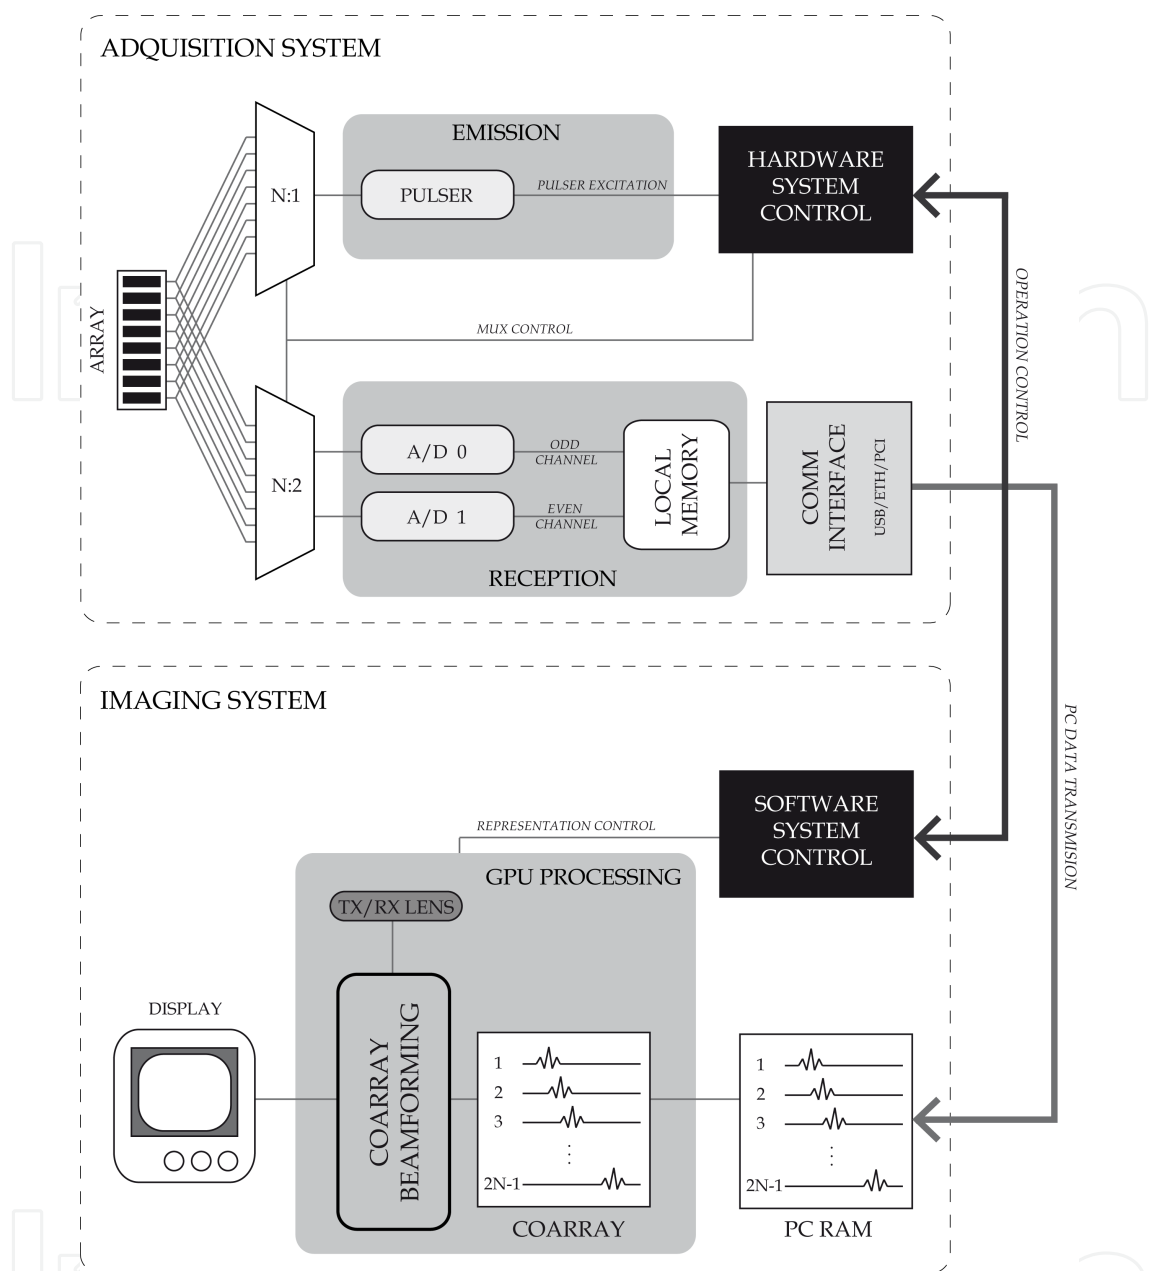 ADQUISITION SYSTEM
EMISSION
HARDWARE
SYSTEM
CONTROL
N:1
PULSER
PULSER EXCITATION
ARRAY
MUX CONTROL
OPERATION CONTROL
N:2
A/D 0
A/D 1
ODD
CHANNEL
EVEN
CHANNEL
LOCAL
MEMORY
COMM
INTERFACE
USB/ETH/PCI
RECEPTION
IMAGING SYSTEM
PC DATA TRANSMISION
SOFTWARE
SYSTEM
CONTROL
REPRESENTATION CONTROL
GPU PROCESSING
TX/RX LENS
DISPLAY
COARRAY
BEAMFORMING
1
2
3
2N-1
COARRAY
1
2
3
2N-1
PC RAM